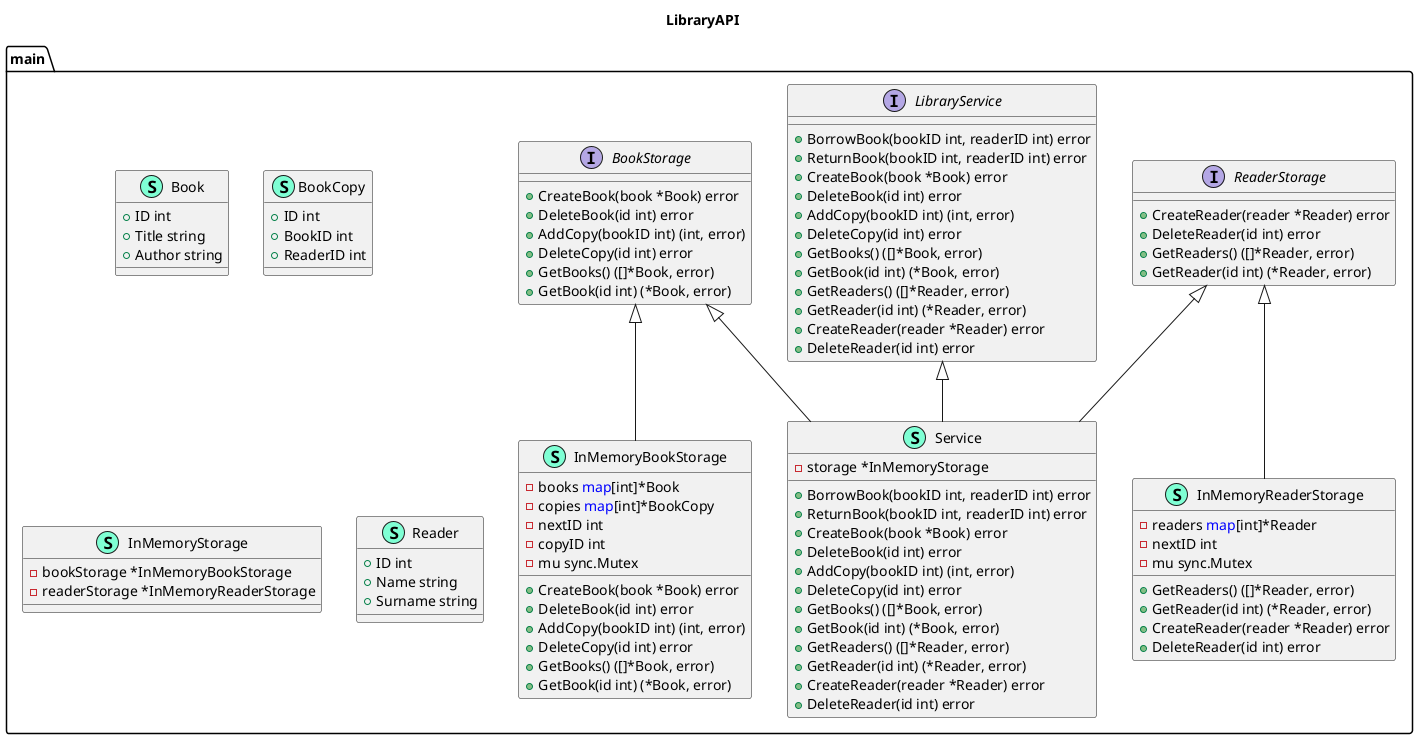 LibraryAPI
main
I LibraryService
BorrowBook(bookID int, readerID int) error
ReturnBook(bookID int, readerID int) error
CreateBook(book *Book) error
DeleteBook(id int) error
AddCopy(bookID int) (int, error)
DeleteCopy(id int) error
GetBooks() ([]*Book, error)
GetBook(id int) (*Book, error)
GetReaders() ([]*Reader, error)
GetReader(id int) (*Reader, error)
CreateReader(reader *Reader) error
DeleteReader(id int) error
I BookStorage
CreateBook(book *Book) error
DeleteBook(id int) error
AddCopy(bookID int) (int, error)
DeleteCopy(id int) error
GetBooks() ([]*Book, error)
GetBook(id int) (*Book, error)
I ReaderStorage
CreateReader(reader *Reader) error
DeleteReader(id int) error
GetReaders() ([]*Reader, error)
GetReader(id int) (*Reader, error)
S Book
ID int
Title string
Author string
S BookCopy
ID int
BookID int
ReaderID int
S InMemoryStorage
bookStorage *InMemoryBookStorage
readerStorage *InMemoryReaderStorage
S Reader
ID int
Name string
Surname string
S InMemoryBookStorage
books map[int]*Book
copies map[int]*BookCopy
nextID int
copyID int
mu sync.Mutex
CreateBook(book *Book) error
DeleteBook(id int) error
AddCopy(bookID int) (int, error)
DeleteCopy(id int) error
GetBooks() ([]*Book, error)
GetBook(id int) (*Book, error)
S Service
storage *InMemoryStorage
BorrowBook(bookID int, readerID int) error
ReturnBook(bookID int, readerID int) error
CreateBook(book *Book) error
DeleteBook(id int) error
AddCopy(bookID int) (int, error)
DeleteCopy(id int) error
GetBooks() ([]*Book, error)
GetBook(id int) (*Book, error)
GetReaders() ([]*Reader, error)
GetReader(id int) (*Reader, error)
CreateReader(reader *Reader) error
DeleteReader(id int) error
S InMemoryReaderStorage
readers map[int]*Reader
nextID int
mu sync.Mutex
GetReaders() ([]*Reader, error)
GetReader(id int) (*Reader, error)
CreateReader(reader *Reader) error
DeleteReader(id int) error